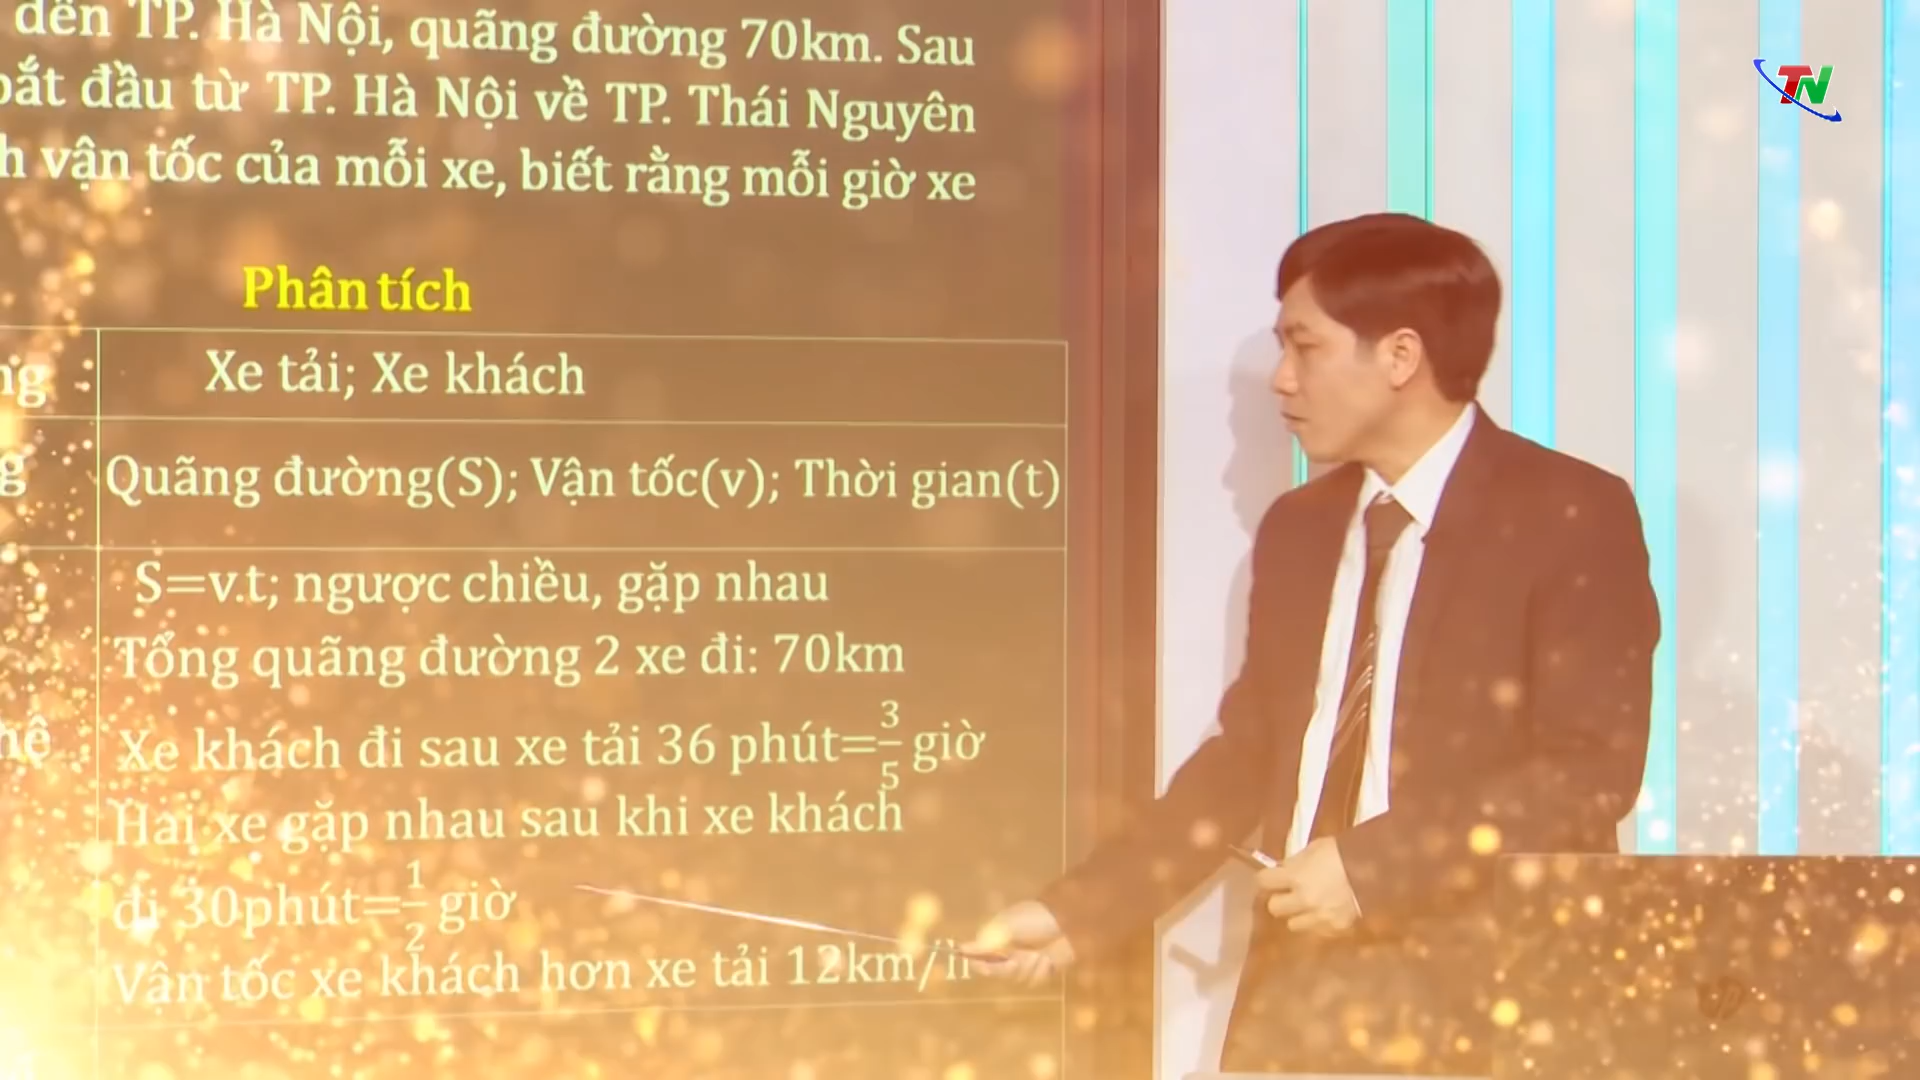 đến TP. Hà Nội, quãng đường 70km. Sau
bắt đầu từ TP. Hà Nội về TP. Thái Nguyên
vận tốc của mỗi xe, biết rằng mỗi giờ xe
Phân tích
Xe tải; Xe khách
Quãng đường(S); Vận tốc(v); Thời gian(t)
S=v.t; ngược chiều, gặp nhau
Tổng quãng đường 2 xe đi: 70km
Xe khách đi sau xe tải 36 phút=3/5 giờ
Hai xe gặp nhau sau khi xe khách
đi 30phút=1/2 giờ
Vận tốc xe khách hơn xe tải 12km/h
TN